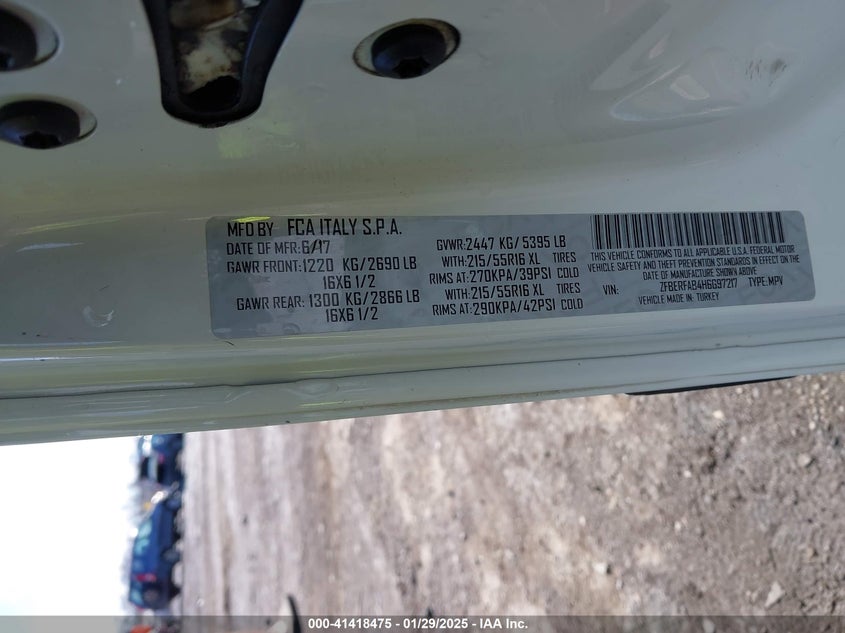 MFD BY FCA ITALY S.P.A.
DATE OF MFR: 6/17
GAWR FRONT: 1220 KG/2690 LB
16X6 1/2
GAWR REAR: 1300 KG/2866 LB
16X6 1/2
GVWR: 2447 KG/5395 LB
WITH: 215/55R16 XL TIRES
RIMS AT: 270KPA/39PSI COLD
WITH: 215/55R16 XL TIRES
RIMS AT: 290KPA/42PSI COLD
THIS VEHICLE CONFORMS TO ALL APPLICABLE U.S.A. FEDERAL MOTOR
VEHICLE SAFETY AND THEFT PREVENTION STANDARDS IN EFFECT ON THE
DATE OF MANUFACTURE SHOWN ABOVE.
VIN: ZFBERFAB4H6G97217 TYPE: MPV
VEHICLE MADE IN: TURKEY
000-41418475 - 01/29/2025 - IAA Inc.